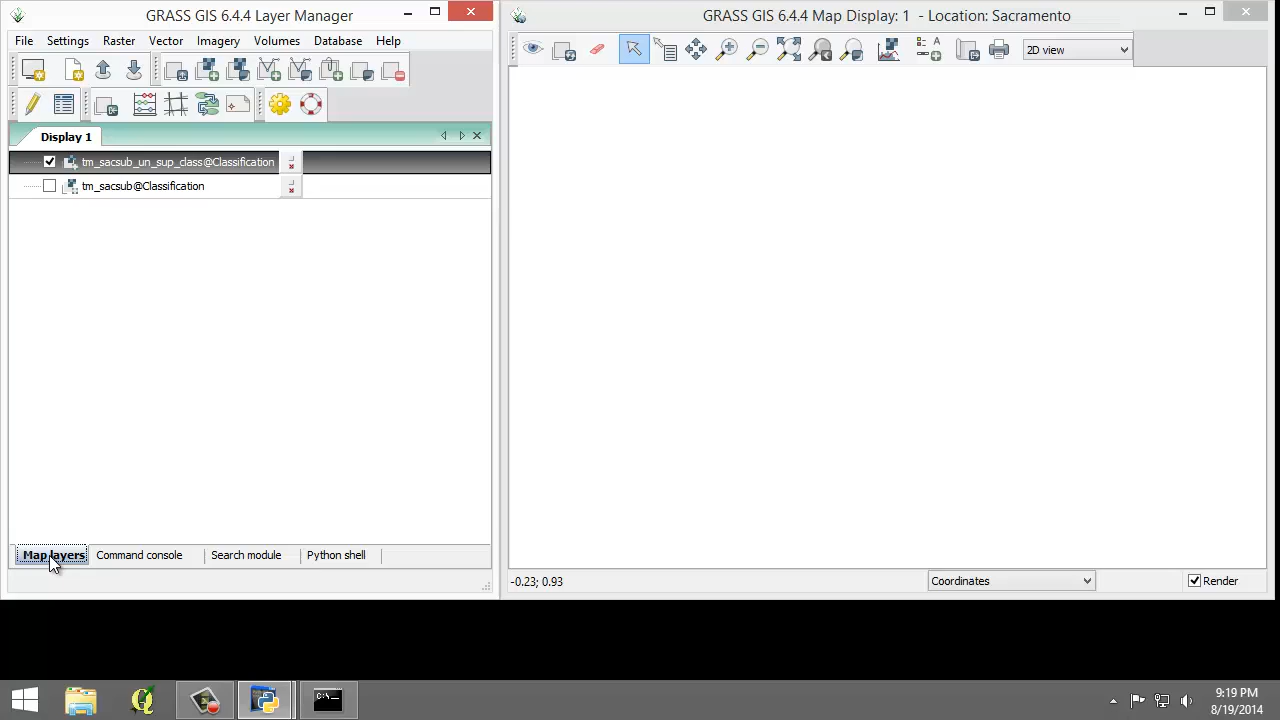 GRASS GIS 6.4.4 Layer Manager
File Settings Raster Vector Imagery Volumes Database Help
Display 1
tm_sacsub_un_sup_class@Classification
tm_sacsub@Classification
Map layers Command console Search module Python shell
GRASS GIS 6.4.4 Map Display: 1 - Location: Sacramento
2D view
-0.23; 0.93
Coordinates
Render
9:19 PM
8/19/2014